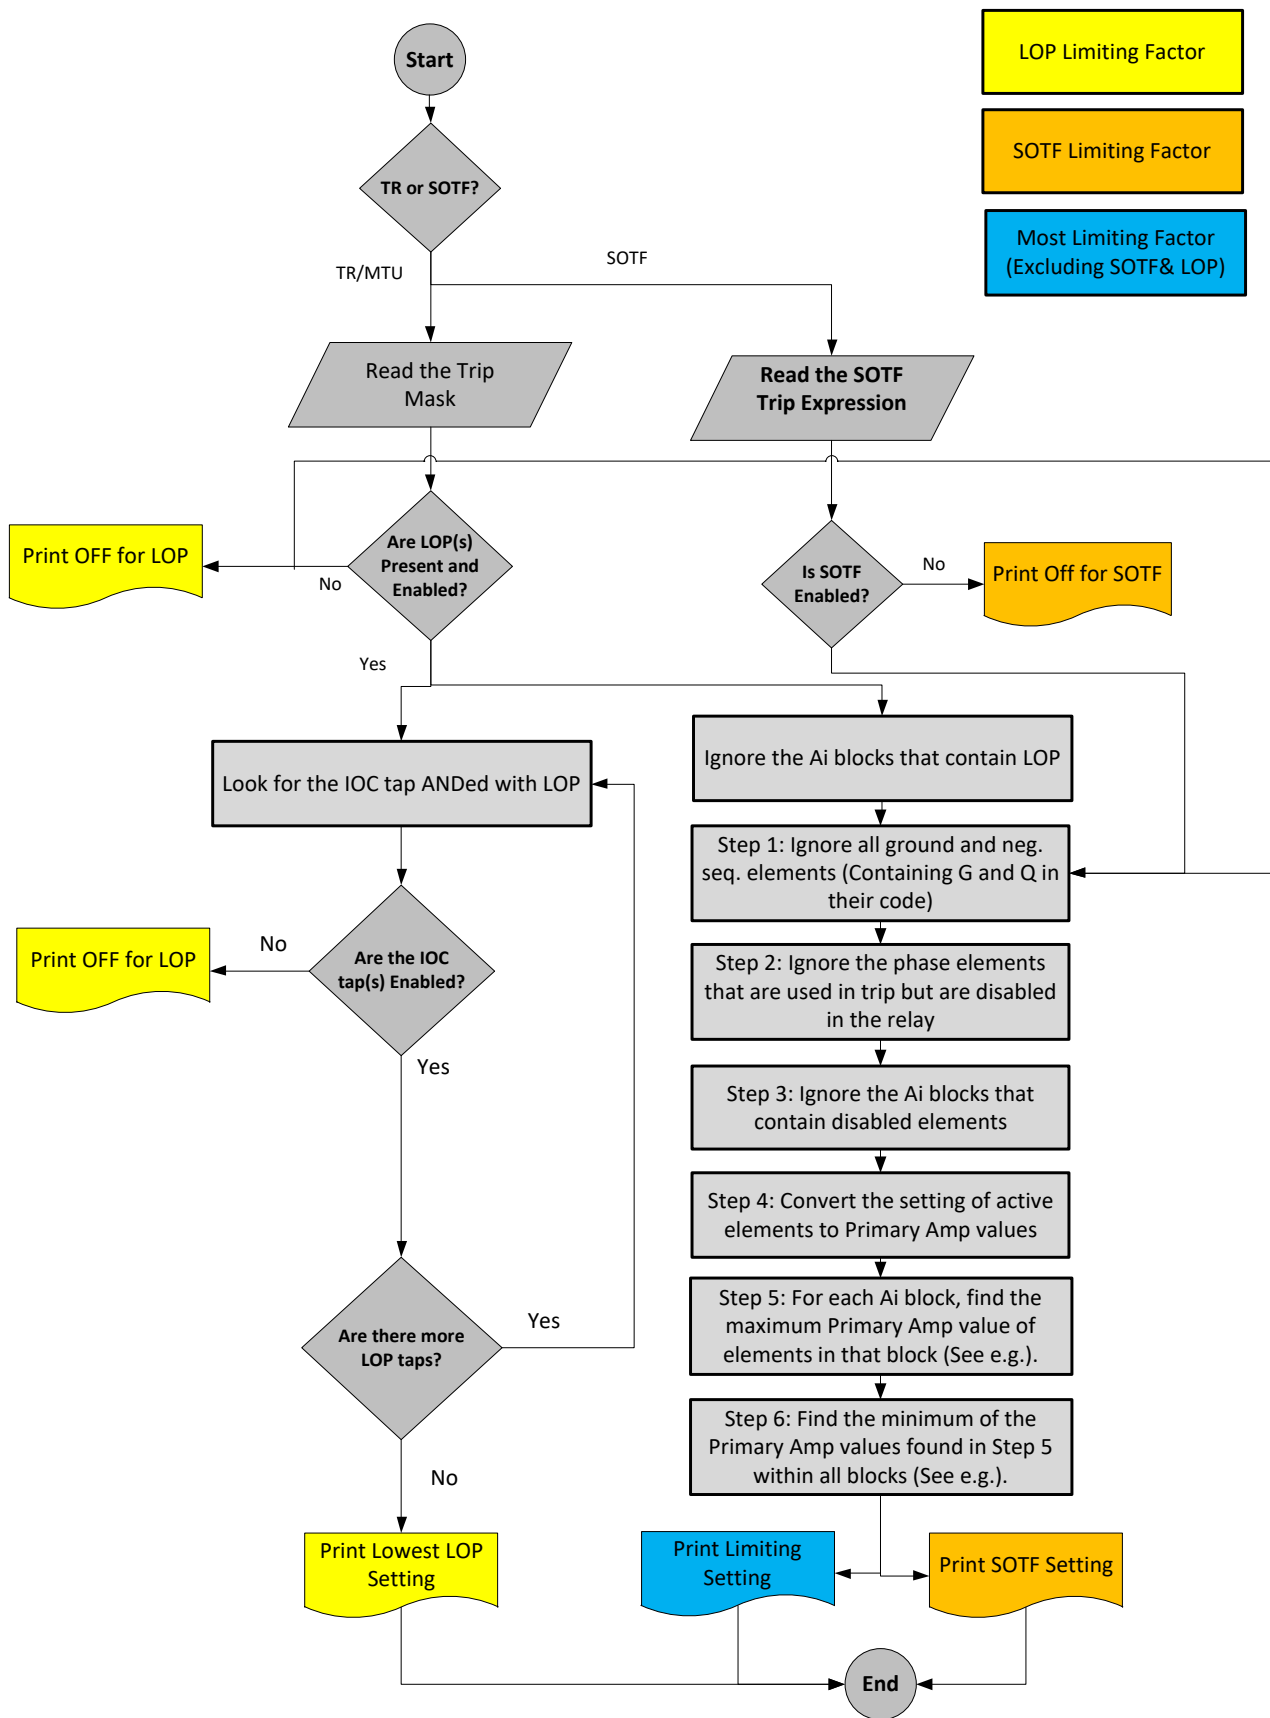 Start
LOP Limiting Factor
SOTF Limiting Factor
Most Limiting Factor
(Excluding SOTF& LOP)
TR or SOTF?
TR/MTU
SOTF
Read the Trip
Mask
Read the SOTF
Trip Expression
Print OFF for LOP
No
Are LOP(s)
Present and
Enabled?
Is SOTF
Enabled?
No
Print Off for SOTF
Yes
Look for the IOC tap ANDed with LOP
Ignore the Ai blocks that contain LOP
Step 1: Ignore all ground and neg.
seq. elements (Containing G and Q in
their code)
Print OFF for LOP
No
Are the IOC
tap(s) Enabled?
Yes
Step 2: Ignore the phase elements
that are used in trip but are disabled
in the relay
Step 3: Ignore the Ai blocks that
contain disabled elements
Step 4: Convert the setting of active
elements to Primary Amp values
Are there more
LOP taps?
Yes
Step 5: For each Ai block, find the
maximum Primary Amp value of
elements in that block (See e.g.).
Step 6: Find the minimum of the
Primary Amp values found in Step 5
within all blocks (See e.g.).
No
Print Lowest LOP
Setting
Print Limiting
Setting
Print SOTF Setting
End